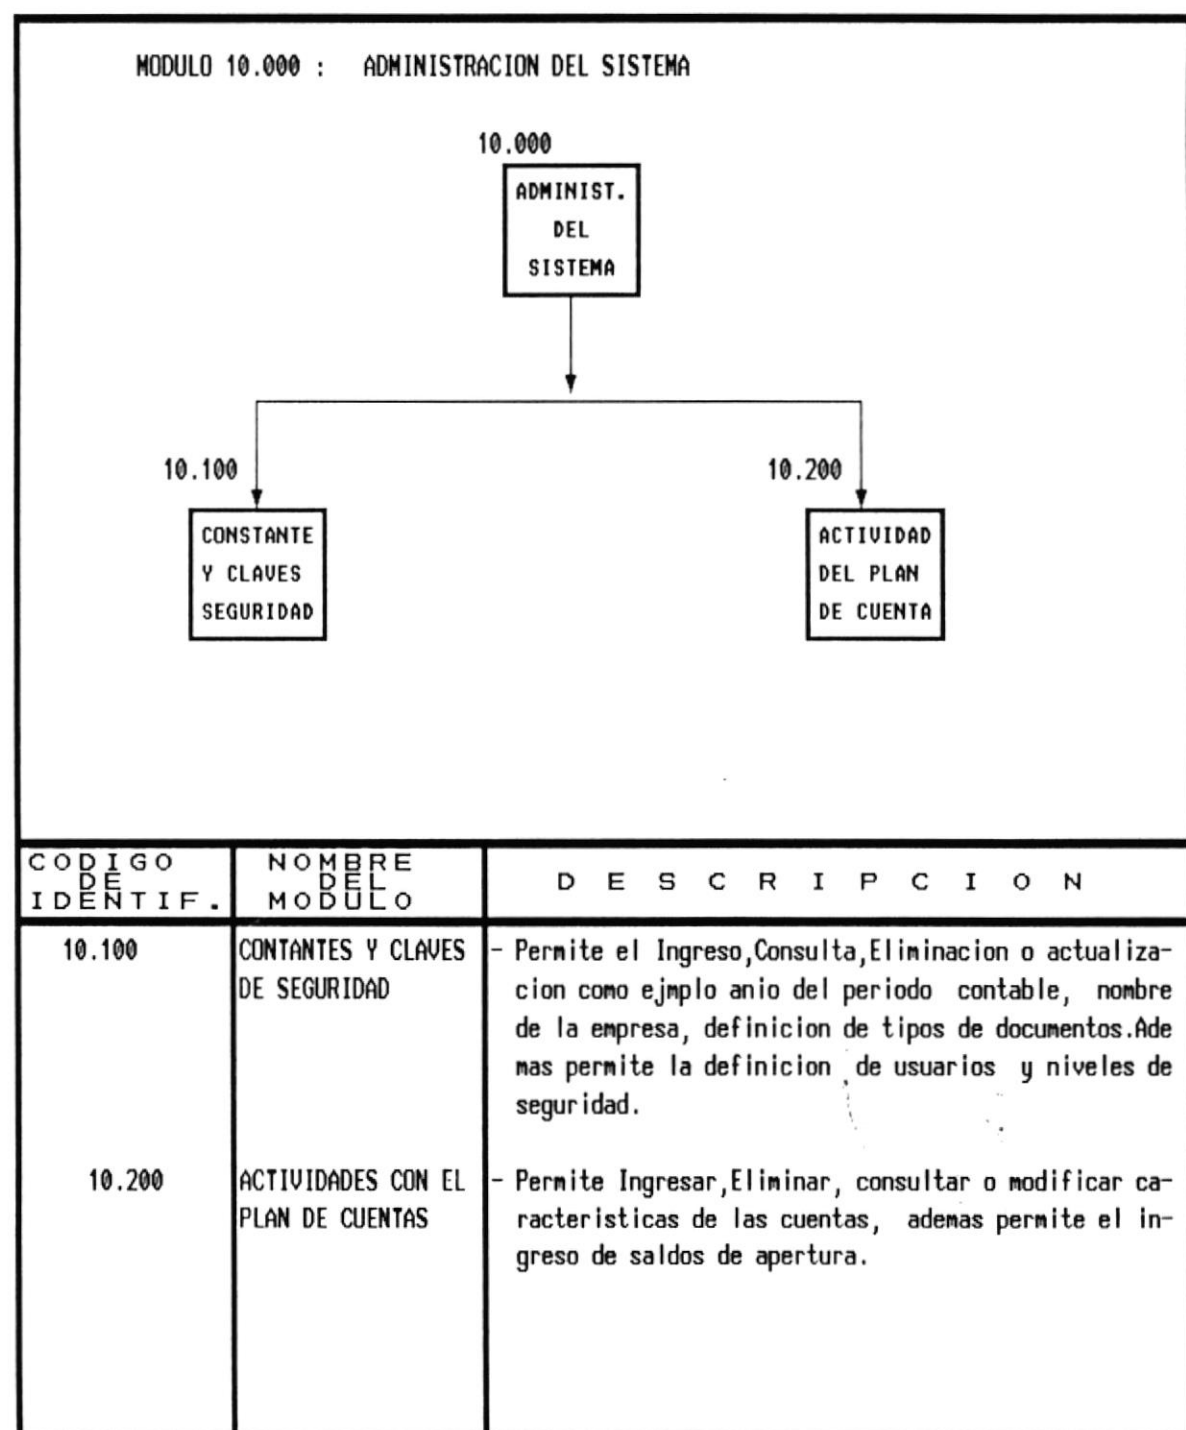 MODULO 10.000 : ADMINISTRACION DEL SISTEMA
10.000
ADMINIST.
DEL
SISTEMA
10.100
10.200
CONSTANTE
Y CLAVES
SEGURIDAD
ACTIVIDAD
DEL PLAN
DE CUENTA
CODIGO
DE
IDENTIF.
NOMBRE
DEL
MODULO
D E S C R I P C I O N
10.100
CONTANTES Y CLAVES
DE SEGURIDAD
- Permite el Ingreso,Consulta,Eliminacion o actualiza-
cion como ejmplo anio del periodo contable, nombre
de la empresa, definicion de tipos de documentos.Ade
mas permite la definicion de usuarios y niveles de
seguridad.
10.200
ACTIVIDADES CON EL
PLAN DE CUENTAS
- Permite Ingresar,Eliminar, consultar o modificar ca-
racteristicas de las cuentas, ademas permite el in-
greso de saldos de apertura.